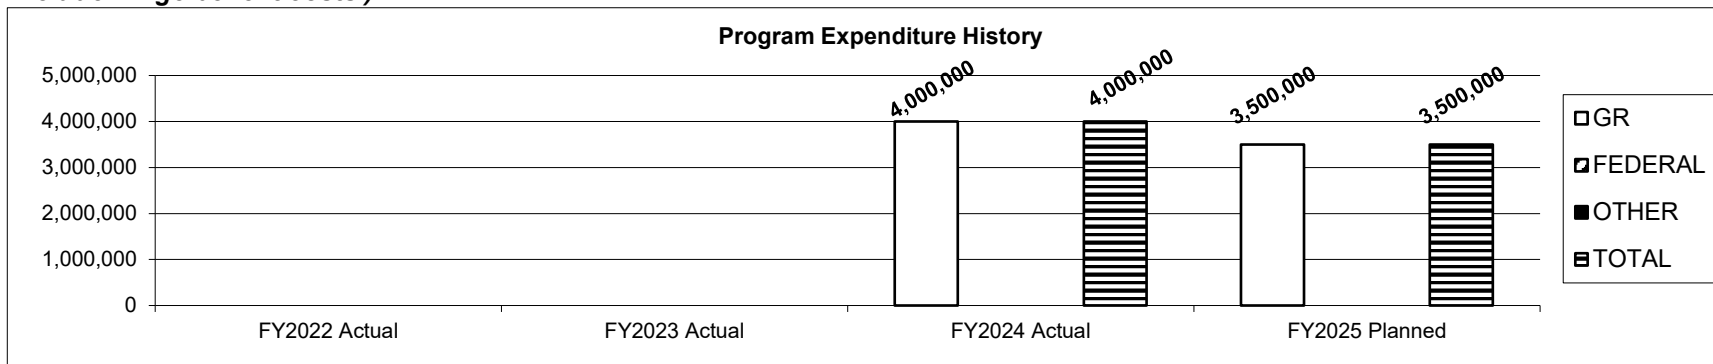 Program Expenditure History
4,000,000 4,000,000 3,500,000 3,500,000
5,000,000
4,000,000
3,000,000
2,000,000
1,000,000
0
FY2022 Actual FY2023 Actual FY2024 Actual FY2025 Planned
GR
FEDERAL
OTHER
TOTAL